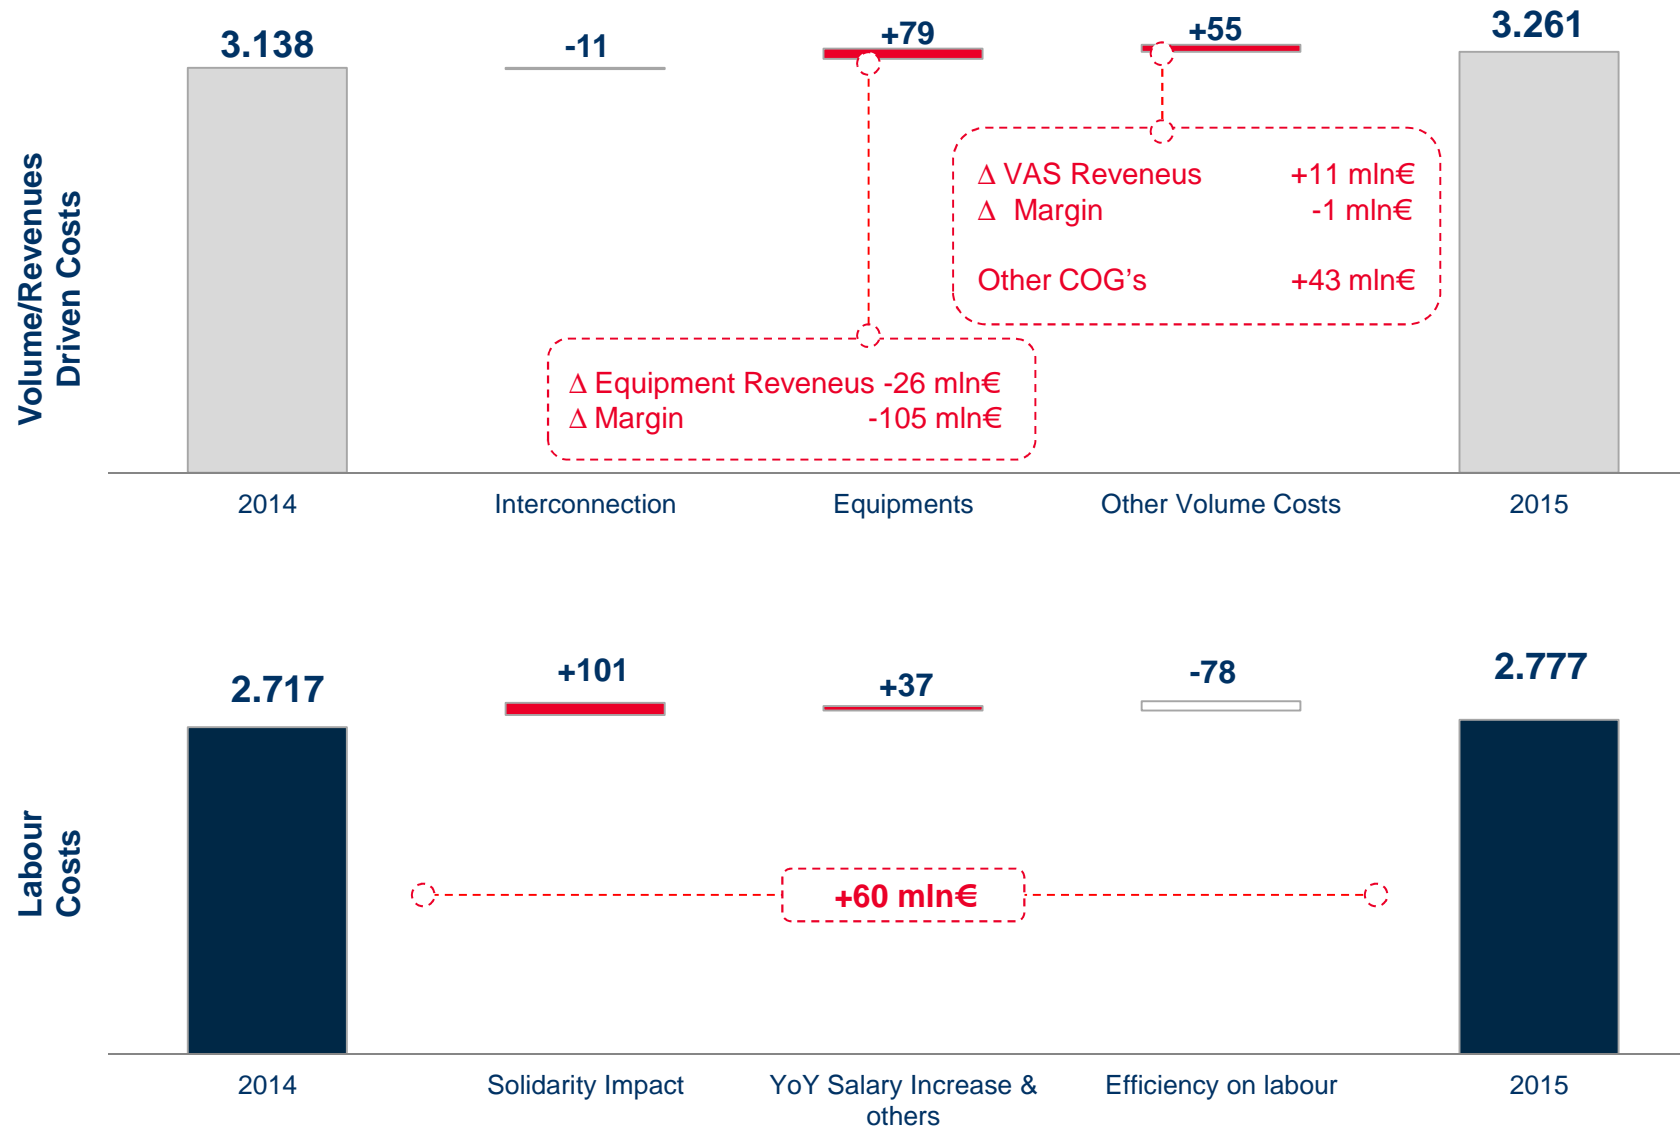 Volume/Revenues
Driven Costs
3.138
-11
+79
+55
3.261
∆ VAS Reveneus +11 mln€
∆ Margin -1 mln€
Other COG's +43 mln€
∆ Equipment Reveneus -26 mln€
∆ Margin -105 mln€
2014
Interconnection
Equipments
Other Volume Costs
2015
Labour
Costs
2.717
+101
+37
-78
2.777
+60 mln€
2014
Solidarity Impact
YoY Salary Increase &
others
Efficiency on labour
2015